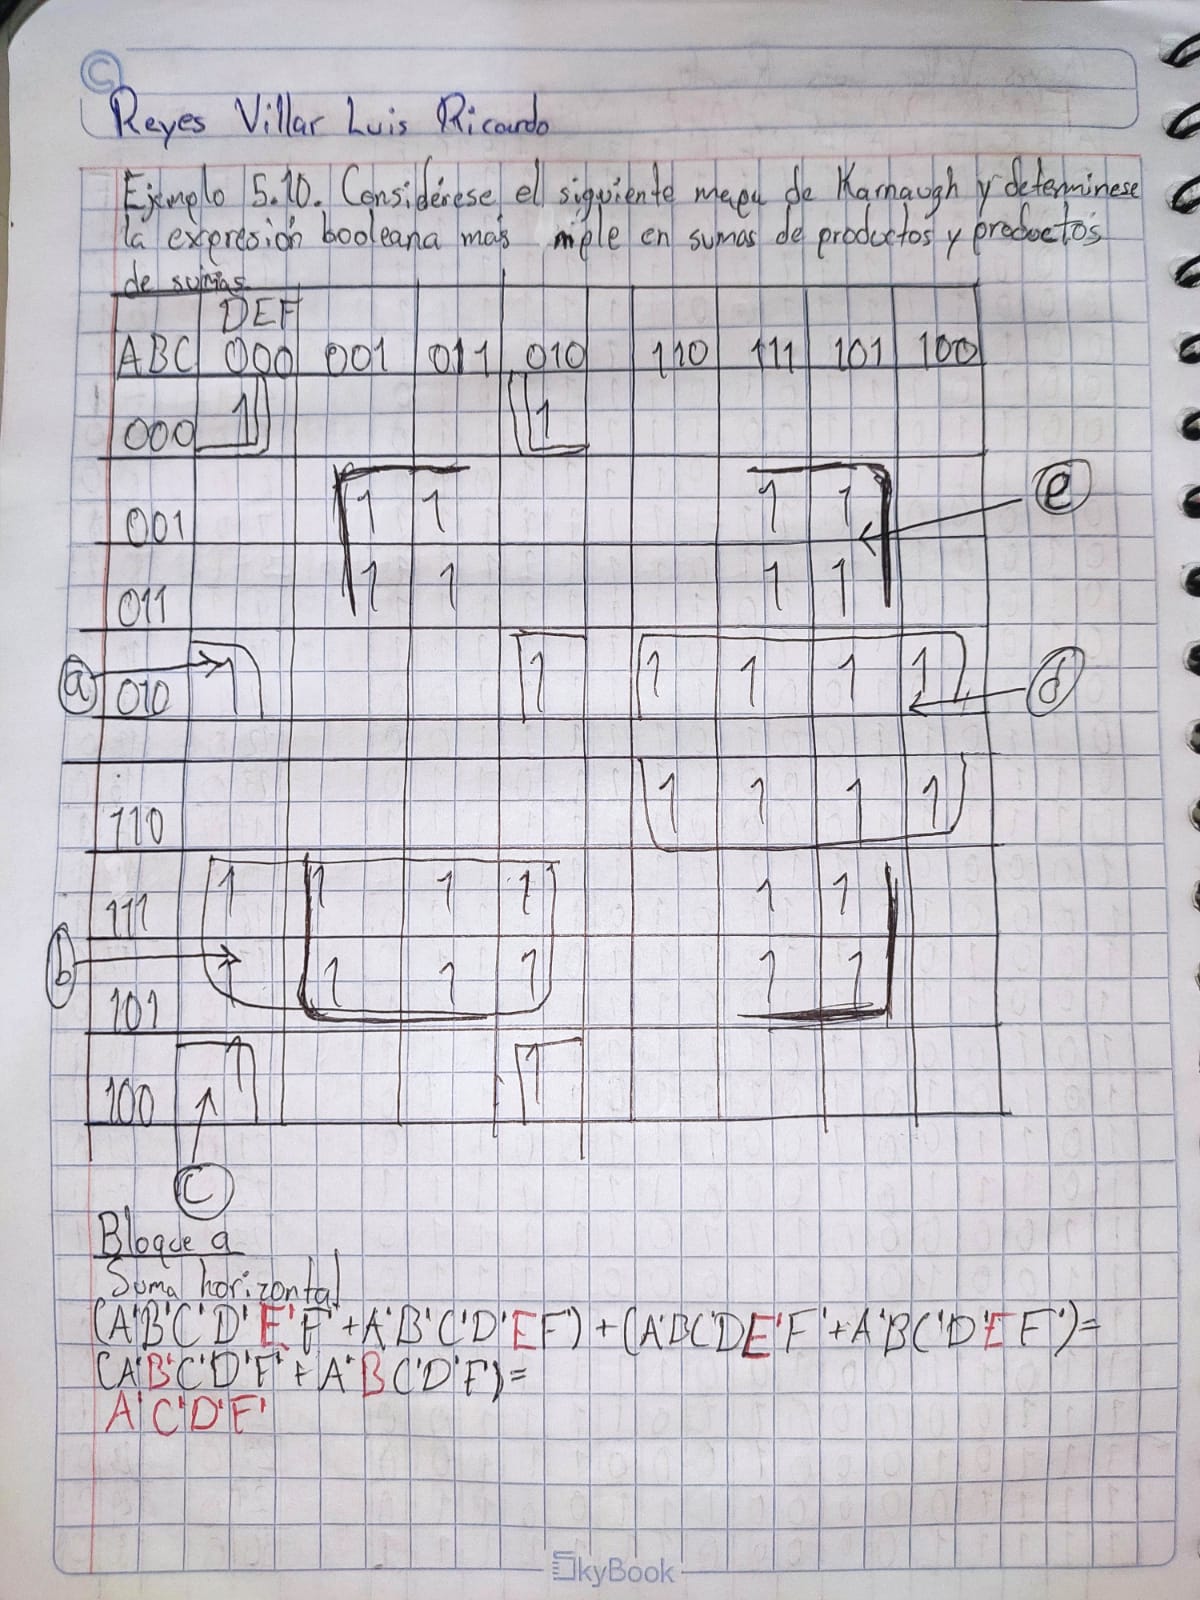 ©
Reyes Villar Luis Ricardo
Ejemplo 5.10. Considérese el siguiente mapa de Karnaugh y determinese
la expresión booleana más mple en sumas de productos y productos
de sumas
DEF
ABC 000 001 011 010 110 111 101 100
000 1 1
001 1 1 1 1
e
011 1 1 1 1
a 010 1 1 1 1 1 1
d
110 1 1 1 1
111 1 1 1 1 1 1
b
101 1 1 1 1 1 1
100 1 1
C
Bloque a
Suma horizontal
(A'B'C'D'E'F'+A'B'C'D'EF)+(A'BC'DE'F'+A'BC'D'EF')=
(A'B'C'D'F'+A'BC'D'F)=
A'C'D'F'
SkyBook